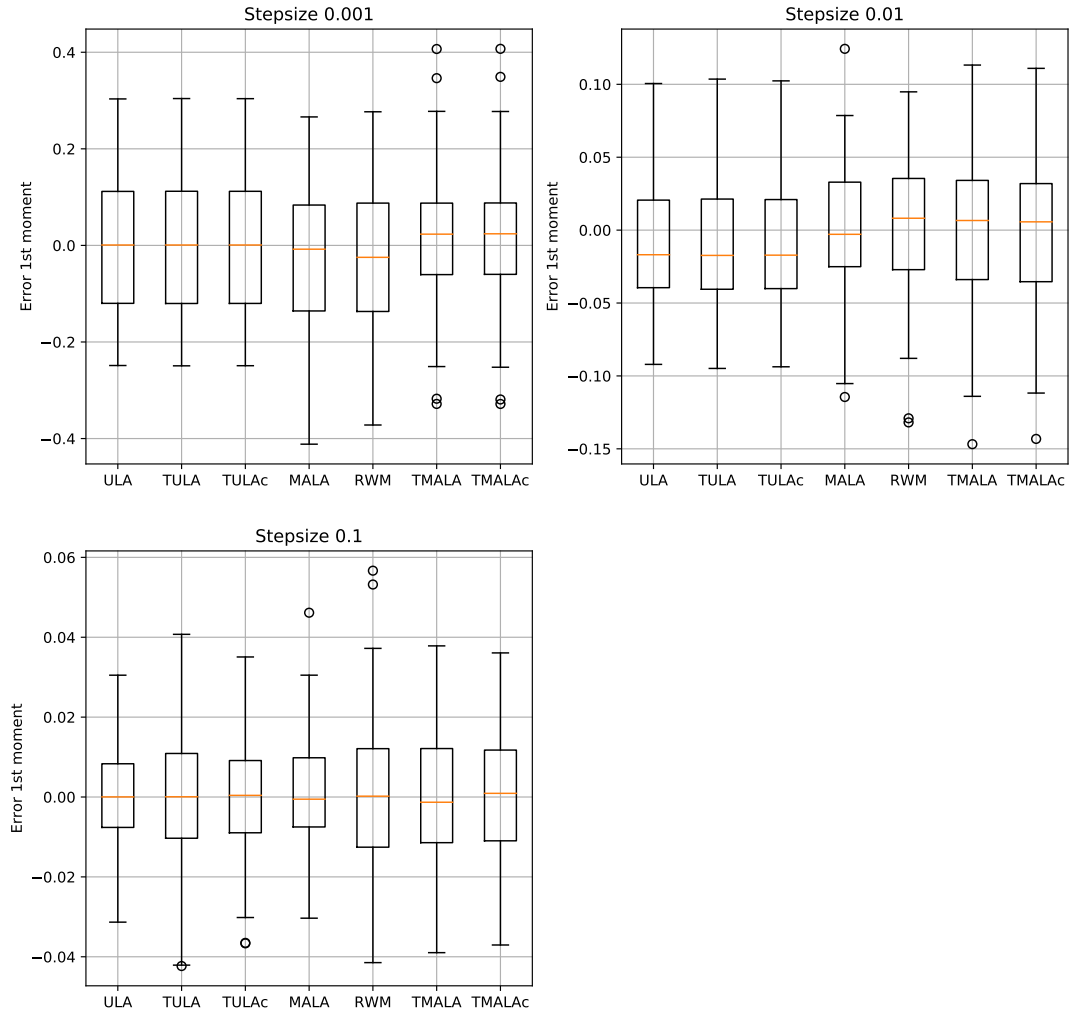 Stepsize 0.001
Error 1st moment
0.4
0.2
0.0
−0.2
−0.4
ULA TULA TULAc MALA RWM TMALA TMALAc
Stepsize 0.01
Error 1st moment
0.10
0.05
0.00
−0.05
−0.10
−0.15
ULA TULA TULAc MALA RWM TMALA TMALAc
Stepsize 0.1
Error 1st moment
0.06
0.04
0.02
0.00
−0.02
−0.04
ULA TULA TULAc MALA RWM TMALA TMALAc